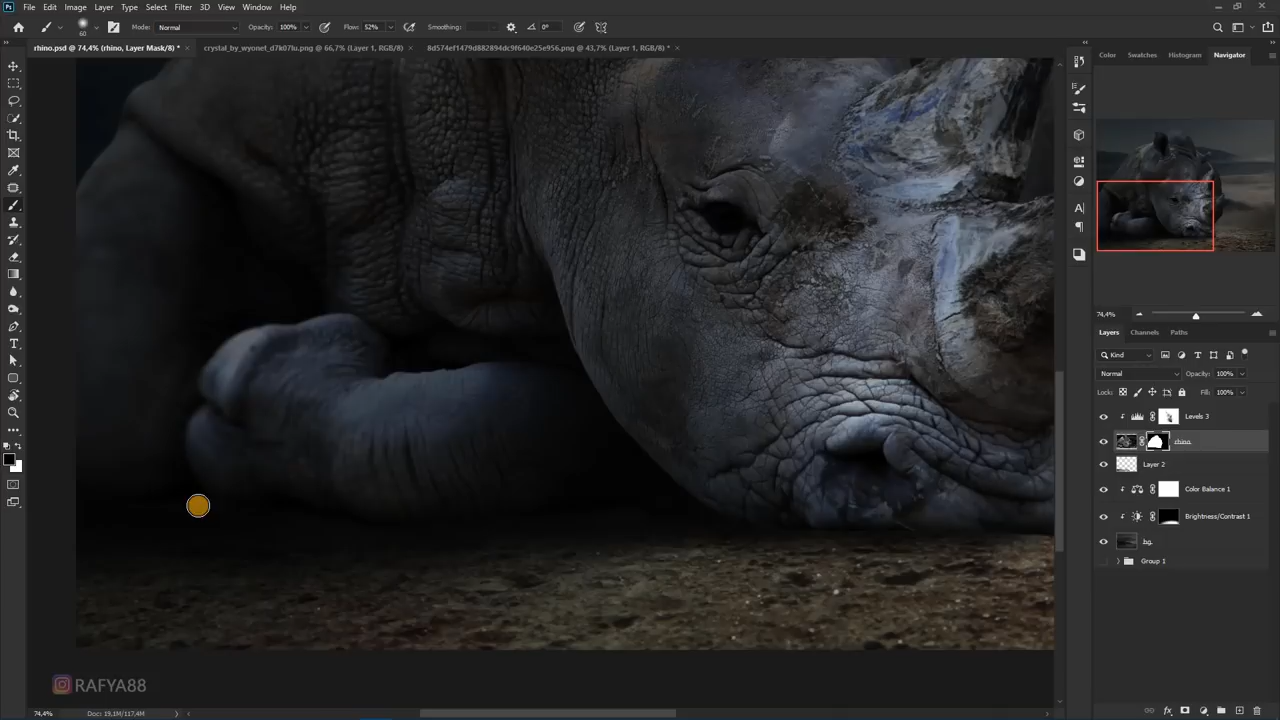 Ps File Edit Image Layer Type Select Filter 3D View Window Help
60 Mode: Normal Opacity: 100% Flow: 52% Smoothing: 0°
rhino.psd @ 74,4% (rhino, Layer Mask/8) * × crystal_by_wyonet_d7k07lu.png @ 66,7% (Layer 1, RGB/8) × 8d574ef1479d882894dc9f640e25e956.png @ 43,7% (Layer 1, RGB/8) * ×
Color Swatches Histogram Navigator
74,4%
Layers Channels Paths
Kind
Normal Opacity: 100%
Lock: Fill: 100%
Levels 3
rhino
Layer 2
Color Balance 1
Brightness/Contrast 1
bg
Group 1
RAFYA88
74,4% Doc: 19,1M/117,4M